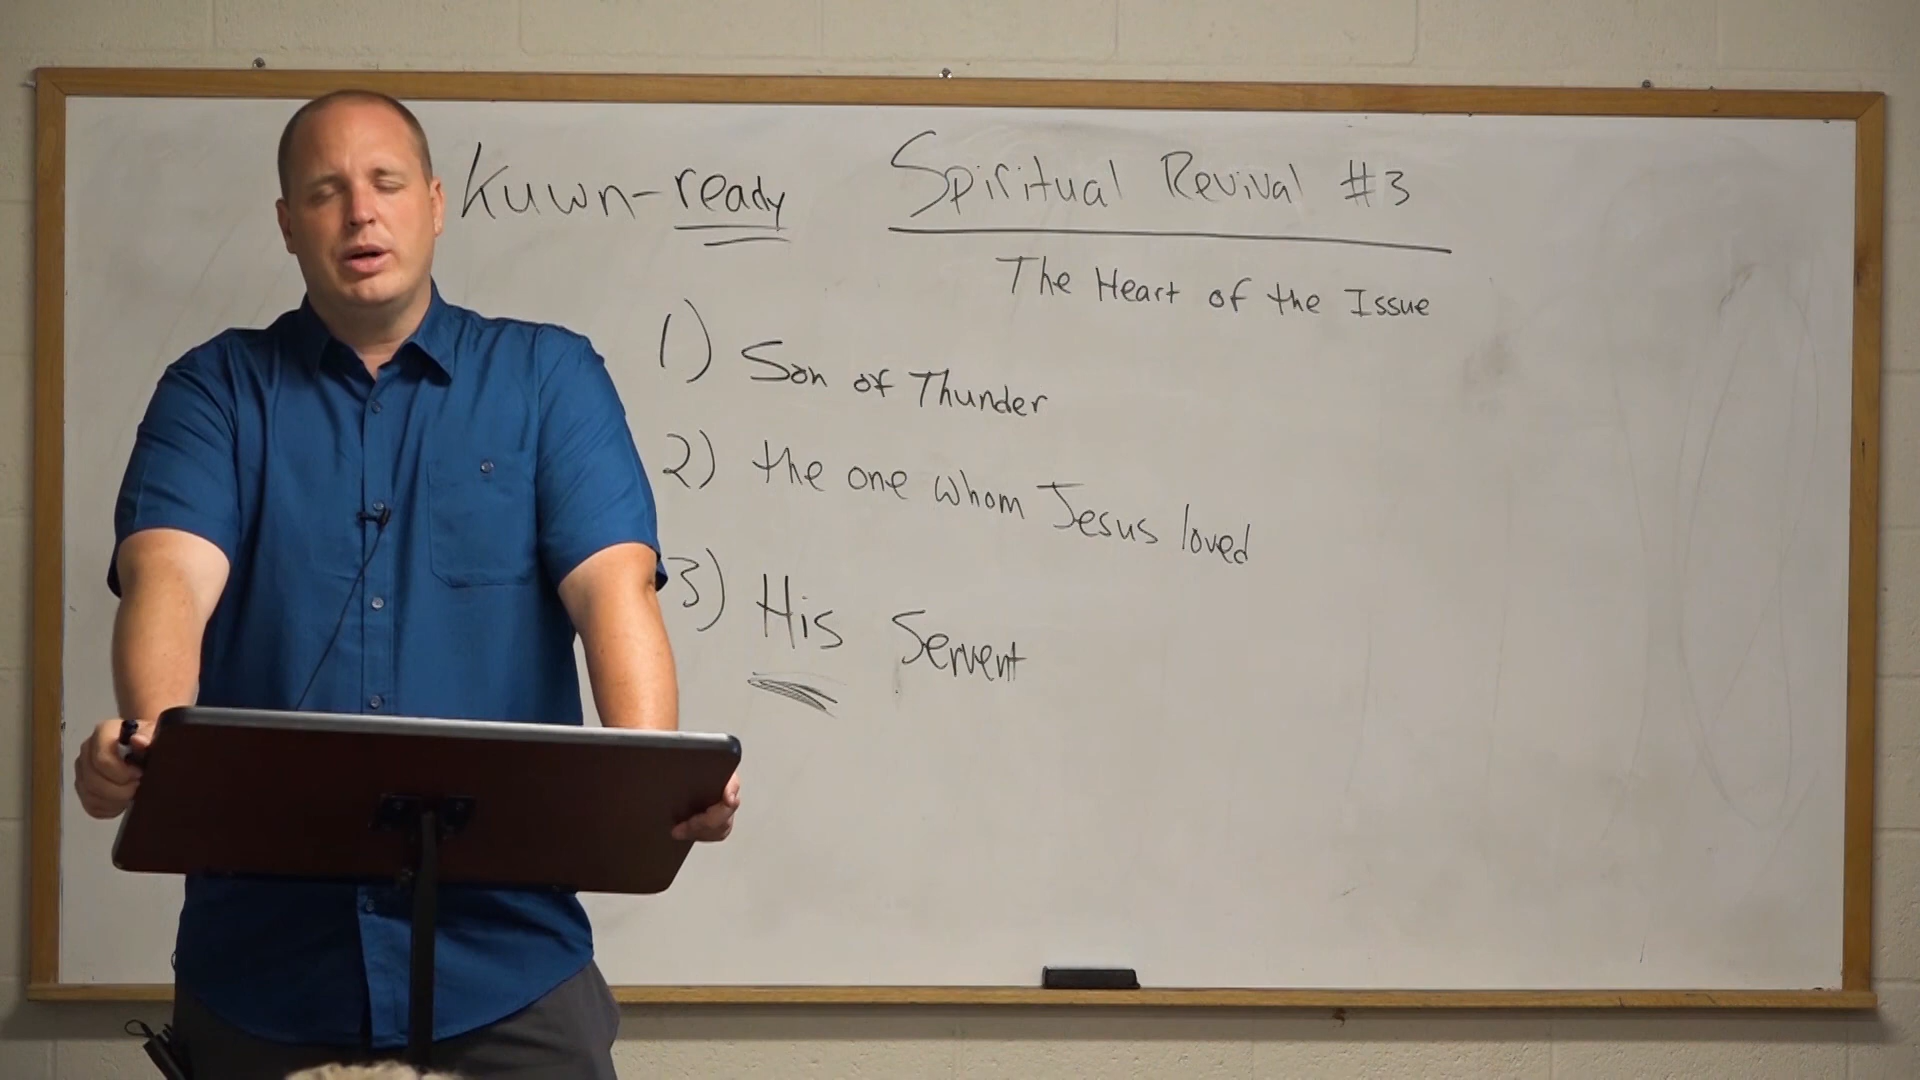 Kuwn-ready
Spiritual Revival #3
The Heart of the Issue
1) Son of Thunder
2) the one whom Jesus loved
3) His Servent